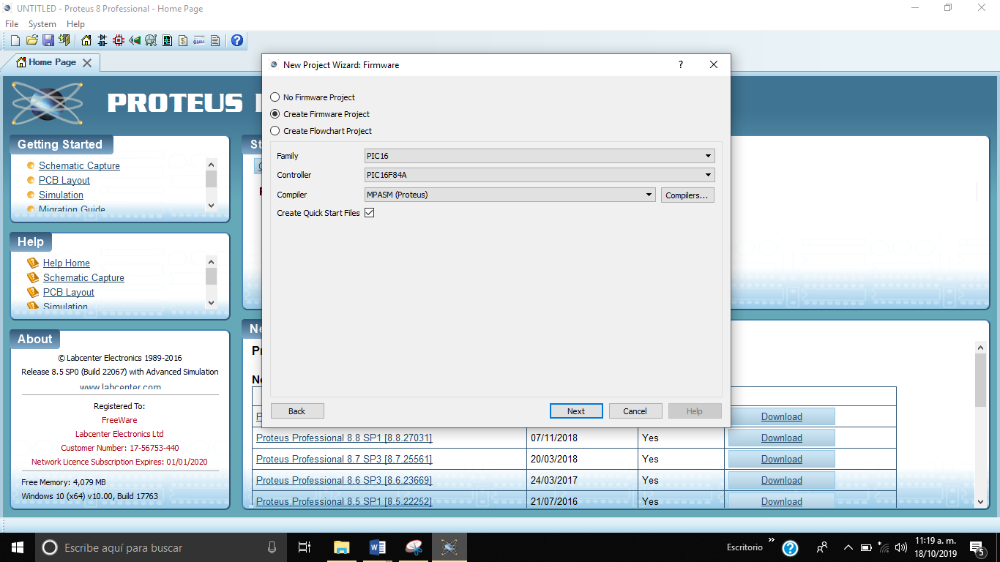 UNTITLED - Proteus 8 Professional - Home Page
File System Help
Home Page
PROTEUS
Getting Started
Schematic Capture
PCB Layout
Simulation
Migration Guide
Help
Help Home
Schematic Capture
PCB Layout
Simulation
About
© Labcenter Electronics 1989-2016
Release 8.5 SP0 (Build 22067) with Advanced Simulation
www.labcenter.com
Registered To:
FreeWare
Labcenter Electronics Ltd
Customer Number: 17-56753-440
Network Licence Subscription Expires: 01/01/2020
Free Memory: 4,079 MB
Windows 10 (x64) v10.00, Build 17763
New Project Wizard: Firmware
?
No Firmware Project
Create Firmware Project
Create Flowchart Project
Family PIC16
Controller PIC16F84A
Compiler MPASM (Proteus) Compilers...
Create Quick Start Files
Back Next Cancel Help
Download
Proteus Professional 8.8 SP1 [8.8.27031] 07/11/2018 Yes Download
Proteus Professional 8.7 SP3 [8.7.25561] 20/03/2018 Yes Download
Proteus Professional 8.6 SP3 [8.6.23669] 24/03/2017 Yes Download
Proteus Professional 8.5 SP1 [8.5.22252] 21/07/2016 Yes Download
Escribe aquí para buscar
Escritorio
11:19 a. m.
18/10/2019
5